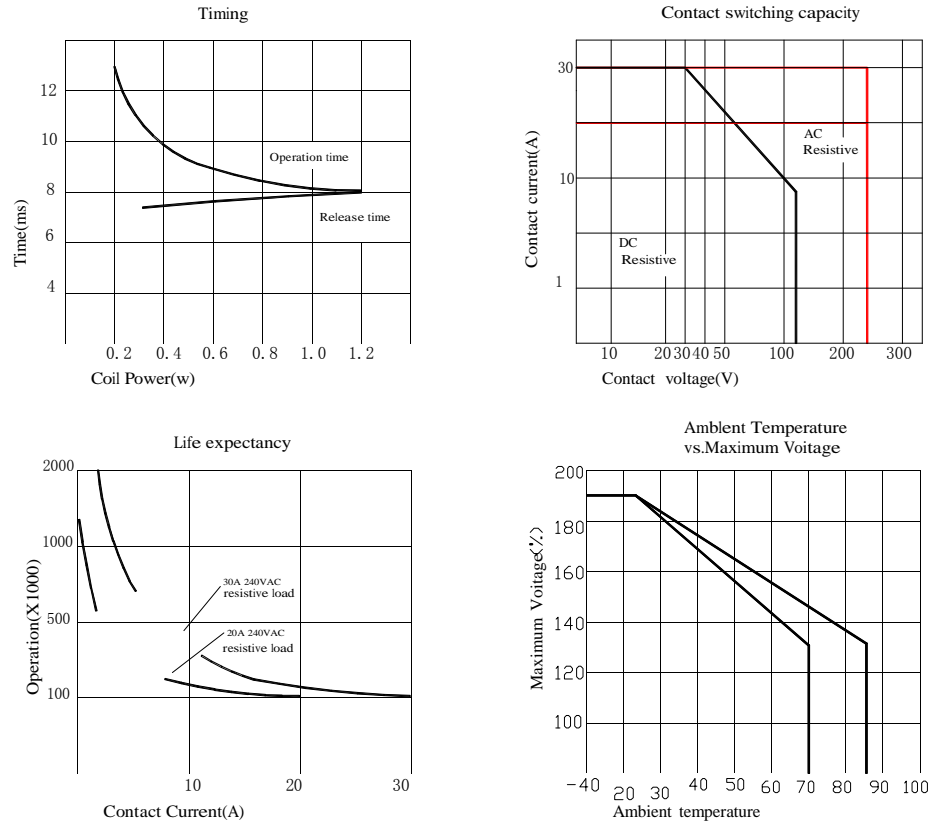 Timing
12
10
8
6
4
Time(ms)
Operation time
Release time
0.2 0.4 0.6 0.8 1.0 1.2
Coil Power(w)
Contact switching capacity
30
10
1
Contact current(A)
AC
Resistive
DC
Resistive
10 20 30 40 50 100 200 300
Contact voltage(V)
Life expectancy
2000
1000
500
100
Operation(X1000)
30A 240VAC
resistive load
20A 240VAC
resistive load
10 20 30
Contact Current(A)
Amblent Temperature
vs.Maximum Voitage
200
180
160
140
120
100
Maximum Voitage(%)
-40 20 30 40 50 60 70 80 90 100
Ambient temperature